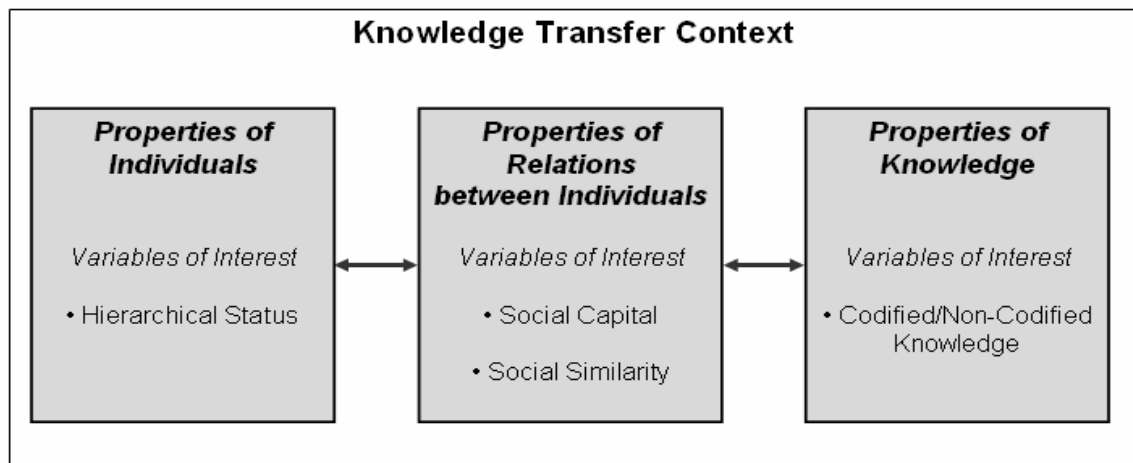 Knowledge Transfer Context
Properties of
Individuals
Variables of Interest
• Hierarchical Status
Properties of
Relations
between Individuals
Variables of Interest
• Social Capital
• Social Similarity
Properties of
Knowledge
Variables of Interest
• Codified/Non-Codified
Knowledge